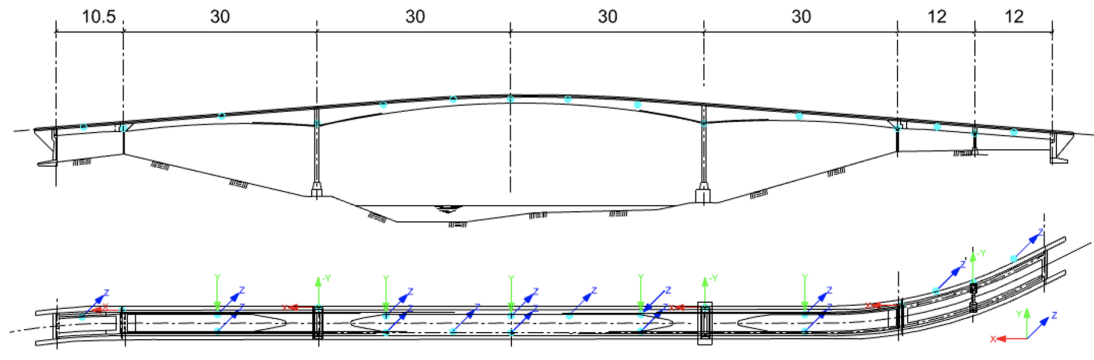 10.5 30 30 30 30 12 12
Z
Z
Y -Y Y Y Y -Y Y -Y
Z Z Z Z Z Z Z
X X X X
Z Z Z Z Z Z
Y Z
X